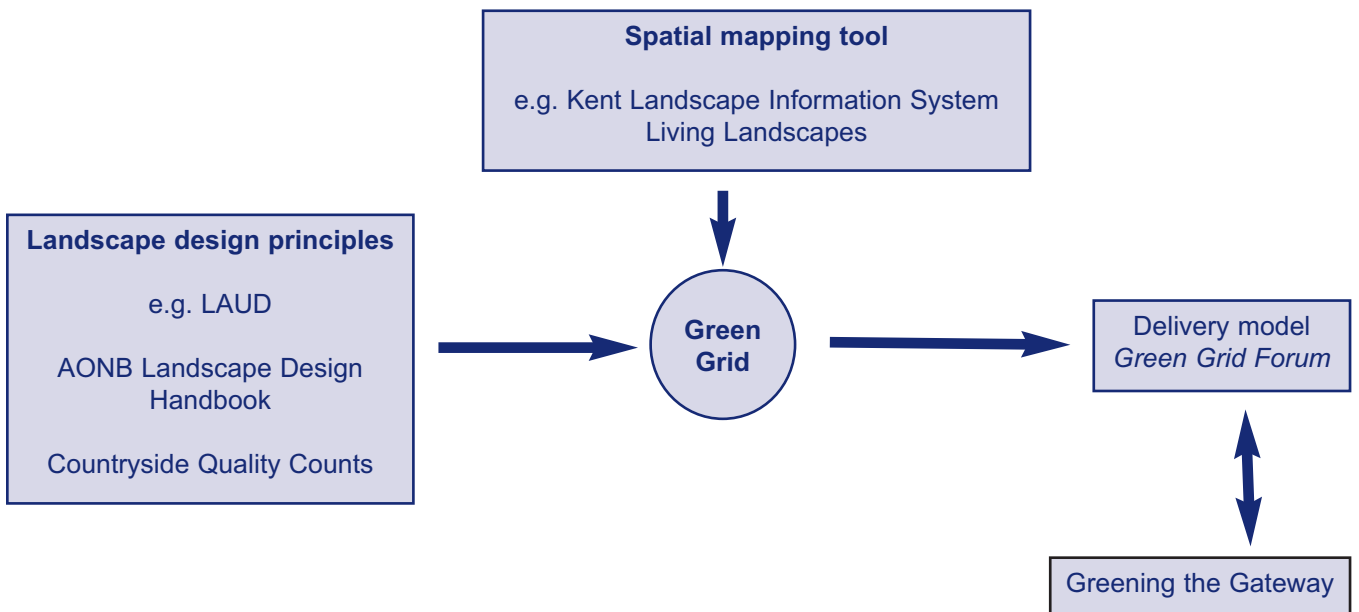 Spatial mapping tool
e.g. Kent Landscape Information System
Living Landscapes
Landscape design principles
e.g. LAUD
AONB Landscape Design
Handbook
Countryside Quality Counts
Green
Grid
Delivery model
Green Grid Forum
Greening the Gateway